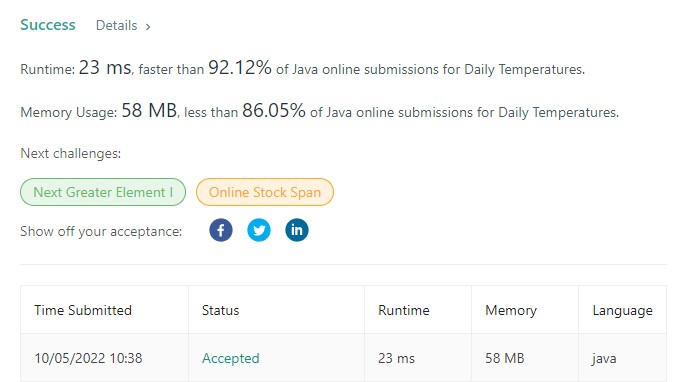 Success Details >
Runtime: 23 ms, faster than 92.12% of Java online submissions for Daily Temperatures.
Memory Usage: 58 MB, less than 86.05% of Java online submissions for Daily Temperatures.
Next challenges:
Next Greater Element I Online Stock Span
Show off your acceptance: f in
Time Submitted Status Runtime Memory Language
10/05/2022 10:38 Accepted 23 ms 58 MB java